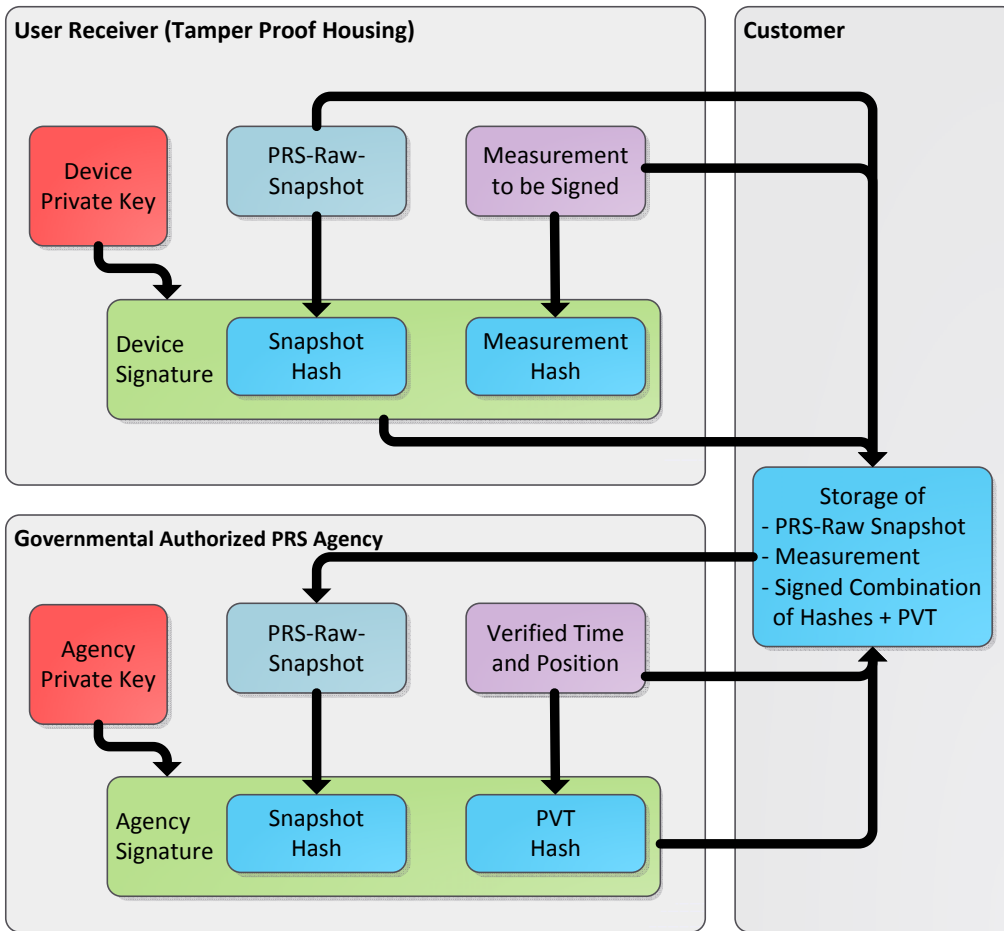 User Receiver (Tamper Proof Housing)
Customer
Device
Private Key
PRS-Raw-
Snapshot
Measurement
to be Signed
Device
Signature
Snapshot
Hash
Measurement
Hash
Storage of
- PRS-Raw Snapshot
- Measurement
- Signed Combination
of Hashes + PVT
Governmental Authorized PRS Agency
Agency
Private Key
PRS-Raw-
Snapshot
Verified Time
and Position
Agency
Signature
Snapshot
Hash
PVT
Hash